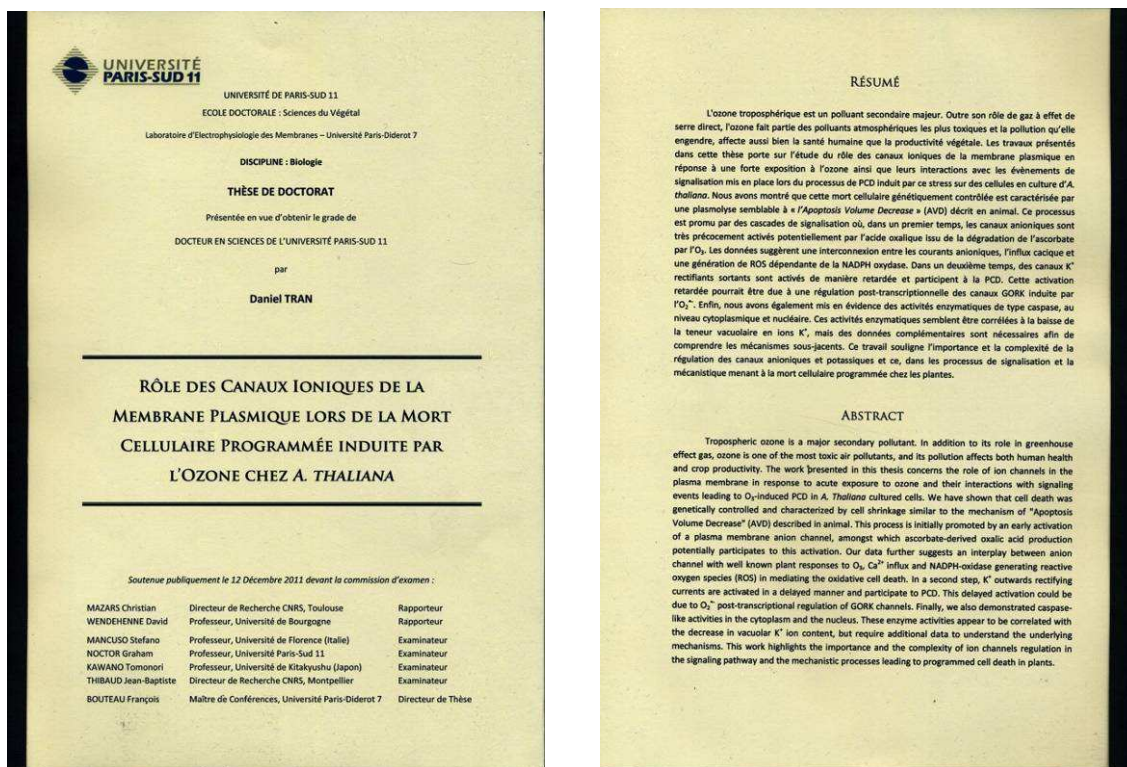 UNIVERSITÉ
PARIS-SUD 11
UNIVERSITÉ DE PARIS-SUD 11
ECOLE DOCTORALE : Sciences du Végétal
Laboratoire d'Electrophysiologie des Membranes – Université Paris-Diderot 7
DISCIPLINE : Biologie
THÈSE DE DOCTORAT
Présentée en vue d'obtenir le grade de
DOCTEUR EN SCIENCES DE L'UNIVERSITÉ PARIS-SUD 11
par
Daniel TRAN
RÔLE DES CANAUX IONIQUES DE LA
MEMBRANE PLASMIQUE LORS DE LA MORT
CELLULAIRE PROGRAMMÉE INDUITE PAR
L'OZONE CHEZ A. THALIANA
Soutenue publiquement le 12 Décembre 2011 devant la commission d'examen :
MAZARS Christian Directeur de Recherche CNRS, Toulouse Rapporteur
WENDEHENNE David Professeur, Université de Bourgogne Rapporteur
MANCUSO Stefano Professeur, Université de Florence (Italie) Examinateur
NOCTOR Graham Professeur, Université Paris-Sud 11 Examinateur
KAWANO Tomonori Professeur, Université de Kitakyushu (Japon) Examinateur
THIBAUD Jean-Baptiste Directeur de Recherche CNRS, Montpellier Examinateur
BOUTEAU François Maître de Conférences, Université Paris-Diderot 7 Directeur de Thèse
RÉSUMÉ
L'ozone troposphérique est un polluant secondaire majeur. Outre son rôle de gaz à effet de
serre direct, l'ozone fait partie des polluants atmosphériques les plus toxiques et la pollution qu'elle
engendre, affecte aussi bien la santé humaine que la productivité végétale. Les travaux présentés
dans cette thèse porte sur l'étude du rôle des canaux ioniques de la membrane plasmique en
réponse à une forte exposition à l'ozone ainsi que leurs interactions avec les évènements de
signalisation mis en place lors du processus de PCD induit par ce stress sur des cellules en culture d'A.
thaliana. Nous avons montré que cette mort cellulaire génétiquement contrôlée est caractérisée par
une plasmolyse semblable à « l'Apoptosis Volume Decrease » (AVD) décrit en animal. Ce processus
est promu par des cascades de signalisation où, dans un premier temps, les canaux anioniques sont
très précocement activés potentiellement par l'acide oxalique issu de la dégradation de l'ascorbate
par l'O₃. Les données suggèrent une interconnexion entre les courants anioniques, l'influx cacique et
une génération de ROS dépendante de la NADPH oxydase. Dans un deuxième temps, des canaux K⁺
rectifiants sortants sont activés de manière retardée et participent à la PCD. Cette activation
retardée pourrait être due à une régulation post-transcriptionnelle des canaux GORK induite par
l'O₂•⁻. Enfin, nous avons également mis en évidence des activités enzymatiques de type caspase, au
niveau cytoplasmique et nucléaire. Ces activités enzymatiques semblent être corrélées à la baisse de
la teneur vacuolaire en ions K⁺, mais des données complémentaires sont nécessaires afin de
comprendre les mécanismes sous-jacents. Ce travail souligne l'importance et la complexité de la
régulation des canaux anioniques et potassiques et ce, dans les processus de signalisation et la
mécanistique menant à la mort cellulaire programmée chez les plantes.
ABSTRACT
Tropospheric ozone is a major secondary pollutant. In addition to its role in greenhouse
effect gas, ozone is one of the most toxic air pollutants, and its pollution affects both human health
and crop productivity. The work presented in this thesis concerns the role of ion channels in the
plasma membrane in response to acute exposure to ozone and their interactions with signaling
events leading to O₃-induced PCD in A. Thaliana cultured cells. We have shown that cell death was
genetically controlled and characterized by cell shrinkage similar to the mechanism of "Apoptosis
Volume Decrease" (AVD) described in animal. This process is initially promoted by an early activation
of a plasma membrane anion channel, amongst which ascorbate-derived oxalic acid production
potentially participates to this activation. Our data further suggests an interplay between anion
channel with well known plant responses to O₃, Ca²⁺ influx and NADPH-oxidase generating reactive
oxygen species (ROS) in mediating the oxidative cell death. In a second step, K⁺ outwards rectifying
currents are activated in a delayed manner and participate to PCD. This delayed activation could be
due to O₂•⁻ post-transcriptional regulation of GORK channels. Finally, we also demonstrated caspase-
like activities in the cytoplasm and the nucleus. These enzyme activities appear to be correlated with
the decrease in vacuolar K⁺ ion content, but require additional data to understand the underlying
mechanisms. This work highlights the importance and the complexity of ion channels regulation in
the signaling pathway and the mechanistic processes leading to programmed cell death in plants.